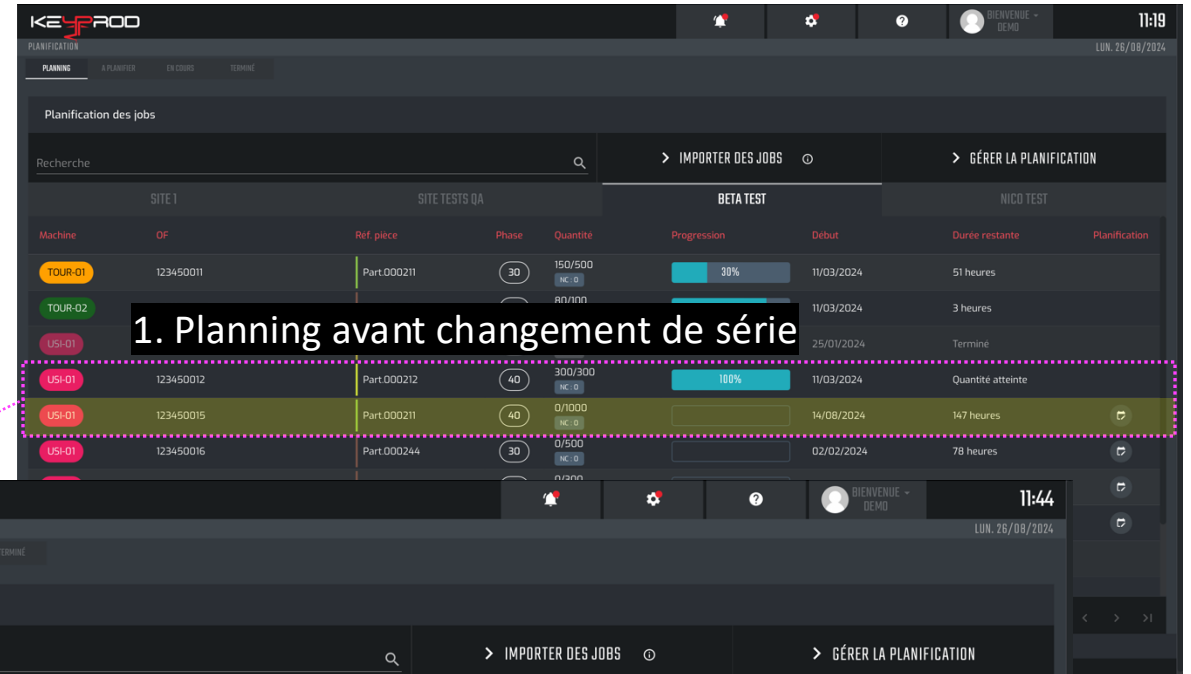 KEYPROD
BIENVENUE
DEMO
11:19
PLANIFICATION
LUN. 26/08/2024
PLANNING A PLANIFIER EN COURS TERMINÉ
Planification des jobs
Recherche
IMPORTER DES JOBS
GÉRER LA PLANIFICATION
SITE 1 SITE TESTS QA BETA TEST NICO TEST
Machine OF Réf. pièce Phase Quantité Progression Début Durée restante Planification
TOUR-01 123450011 Part.000211 30 150/500 NC : 0 30% 11/03/2024 51 heures
TOUR-02 80/100 11/03/2024 3 heures
1. Planning avant changement de série
USI-01 25/01/2024 Terminé
USI-01 123450012 Part.000212 40 300/300 NC : 0 100% 11/03/2024 Quantité atteinte
USI-01 123450015 Part.000211 40 0/1000 NC : 0 14/08/2024 147 heures
USI-01 123450016 Part.000244 30 0/500 NC : 0 02/02/2024 78 heures
0/300
BIENVENUE
DEMO
11:44
LUN. 26/08/2024
TERMINÉ
IMPORTER DES JOBS
GÉRER LA PLANIFICATION